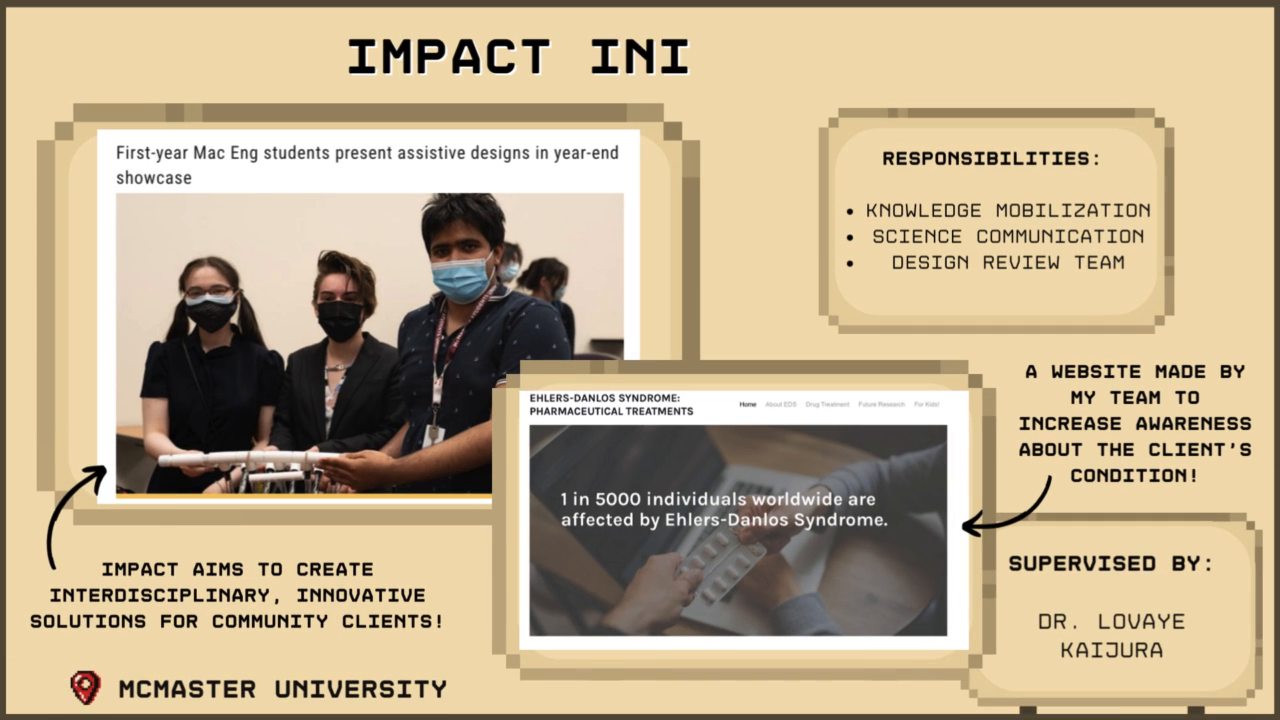 IMPACT INI
First-year Mac Eng students present assistive designs in year-end
showcase
RESPONSIBILITIES:
• KNOWLEDGE MOBILIZATION
• SCIENCE COMMUNICATION
• DESIGN REVIEW TEAM
A WEBSITE MADE BY
MY TEAM TO
INCREASE AWARENESS
ABOUT THE CLIENT'S
CONDITION!
EHLERS-DANLOS SYNDROME:
PHARMACEUTICAL TREATMENTS
Home About EDS Drug Treatment Future Research For Kids!
1 in 5000 individuals worldwide are
affected by Ehlers-Danlos Syndrome.
IMPACT AIMS TO CREATE
INTERDISCIPLINARY, INNOVATIVE
SOLUTIONS FOR COMMUNITY CLIENTS!
SUPERVISED BY:
DR. LOVAYE
KAIJURA
MCMASTER UNIVERSITY